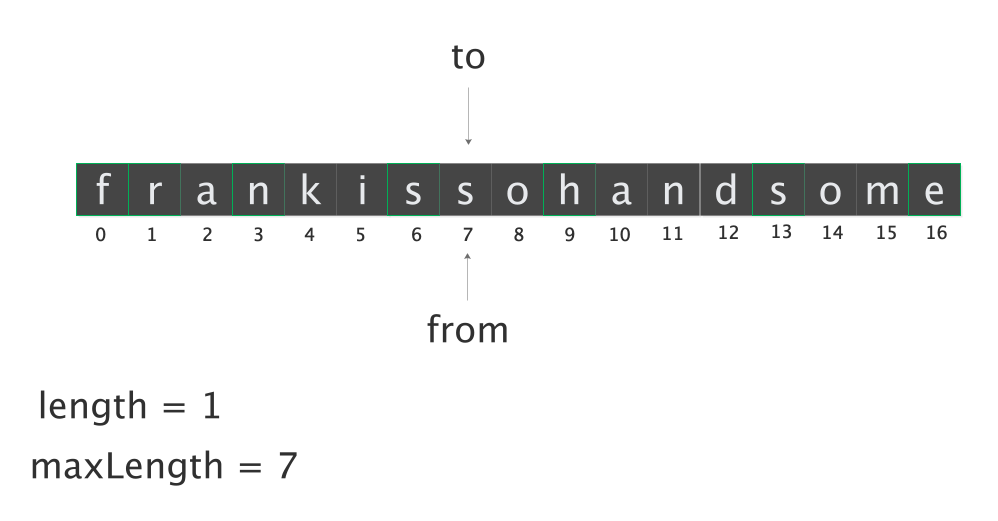 to
f r a n k i s s o h a n d s o m e
0 1 2 3 4 5 6 7 8 9 10 11 12 13 14 15 16
from
length = 1
maxLength = 7